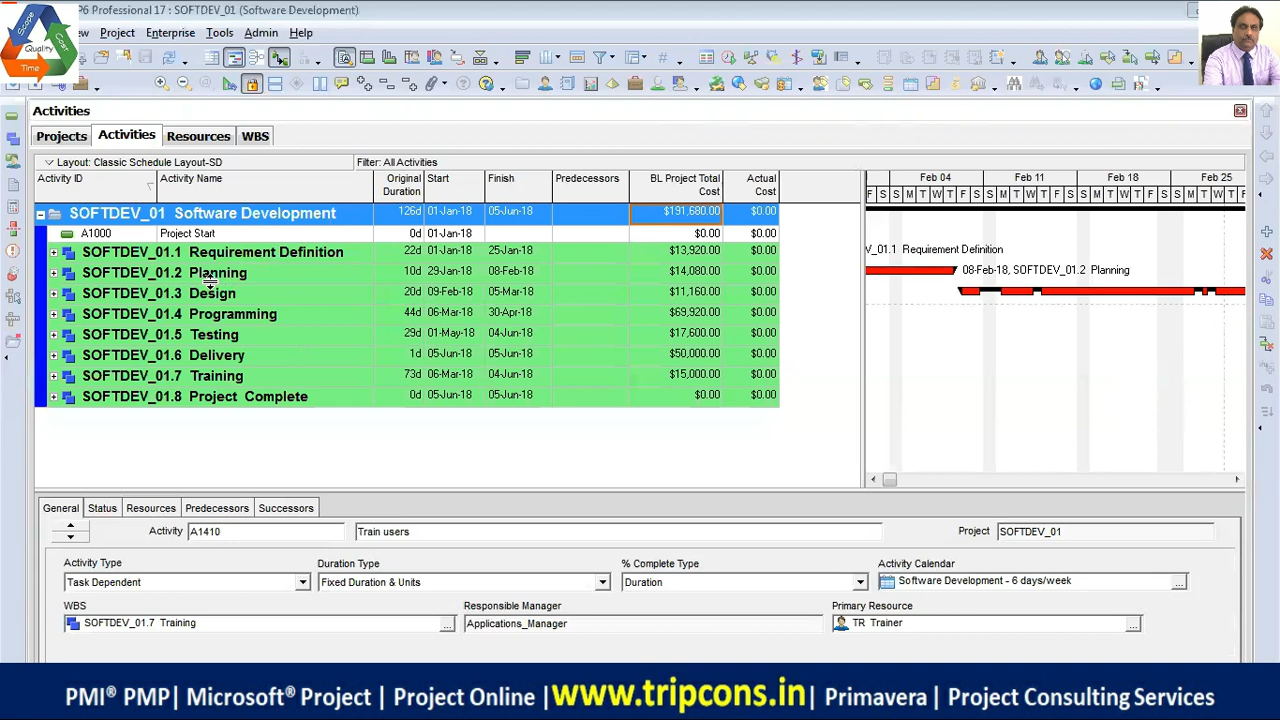 P6 Professional 17 : SOFTDEV_01 (Software Development)
Scope
Quality
Cost
Time
Project Enterprise Tools Admin Help
Activities
Projects Activities Resources WBS
Layout: Classic Schedule Layout-SD Filter: All Activities
Activity ID Activity Name Original Duration Start Finish Predecessors BL Project Total Cost Actual Cost Feb 04 Feb 11 Feb 18 Feb 25
F S S M T W T F S S M T W T F S S M T W T F S S M T W T F
SOFTDEV_01 Software Development 126d 01-Jan-18 05-Jun-18 $191,680.00 $0.00
A1000 Project Start 0d 01-Jan-18 $0.00 $0.00
SOFTDEV_01.1 Requirement Definition 22d 01-Jan-18 25-Jan-18 $13,920.00 $0.00 V_01.1 Requirement Definition
SOFTDEV_01.2 Planning 10d 29-Jan-18 08-Feb-18 $14,080.00 $0.00 08-Feb-18, SOFTDEV_01.2 Planning
SOFTDEV_01.3 Design 20d 09-Feb-18 05-Mar-18 $11,160.00 $0.00
SOFTDEV_01.4 Programming 44d 06-Mar-18 30-Apr-18 $69,920.00 $0.00
SOFTDEV_01.5 Testing 29d 01-May-18 04-Jun-18 $17,600.00 $0.00
SOFTDEV_01.6 Delivery 1d 05-Jun-18 05-Jun-18 $50,000.00 $0.00
SOFTDEV_01.7 Training 73d 06-Mar-18 04-Jun-18 $15,000.00 $0.00
SOFTDEV_01.8 Project Complete 0d 05-Jun-18 05-Jun-18 $0.00 $0.00
General Status Resources Predecessors Successors
Activity A1410 Train users Project SOFTDEV_01
Activity Type Duration Type % Complete Type Activity Calendar
Task Dependent Fixed Duration & Units Duration Software Development - 6 days/week
WBS Responsible Manager Primary Resource
SOFTDEV_01.7 Training Applications_Manager TR Trainer
PMI® PMP| Microsoft® Project | Project Online |www.tripcons.in| Primavera | Project Consulting Services